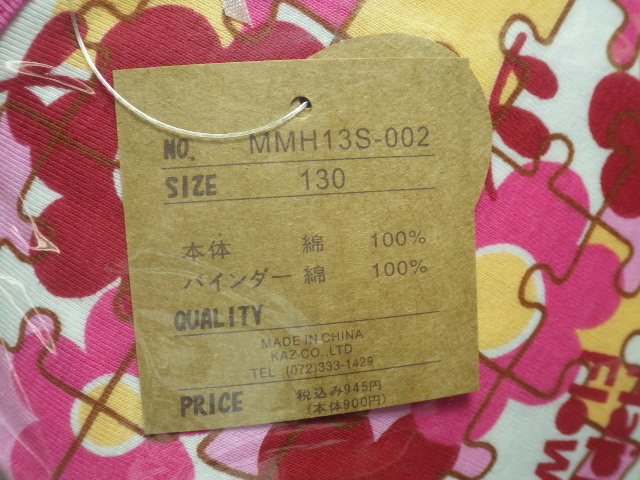 NO. MMH13S-002
SIZE 130
本体 綿 100%
バインダー 綿 100%
QUALITY
MADE IN CHINA
KAZ CO.,LTD
TEL (072)333-1429
PRICE 税込み945円
(本体900円)
Flow